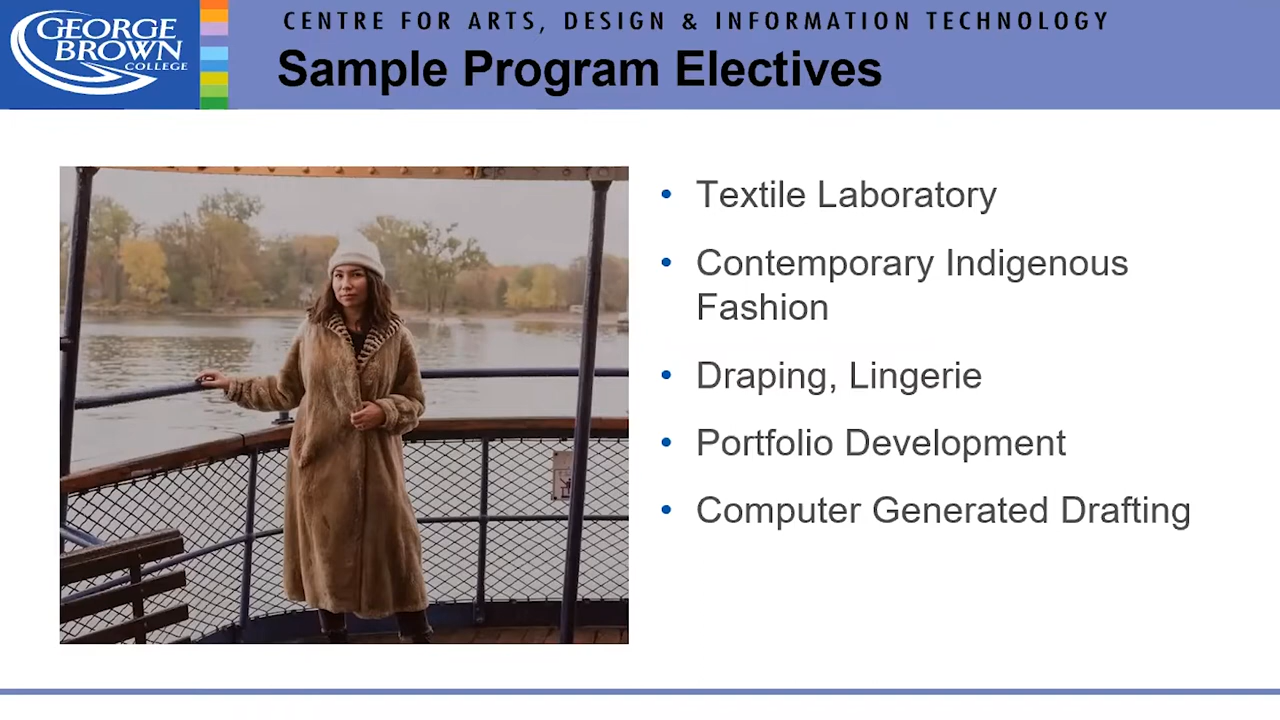 GEORGE
BROWN
COLLEGE
CENTRE FOR ARTS, DESIGN & INFORMATION TECHNOLOGY
Sample Program Electives
• Textile Laboratory
• Contemporary Indigenous
Fashion
• Draping, Lingerie
• Portfolio Development
• Computer Generated Drafting